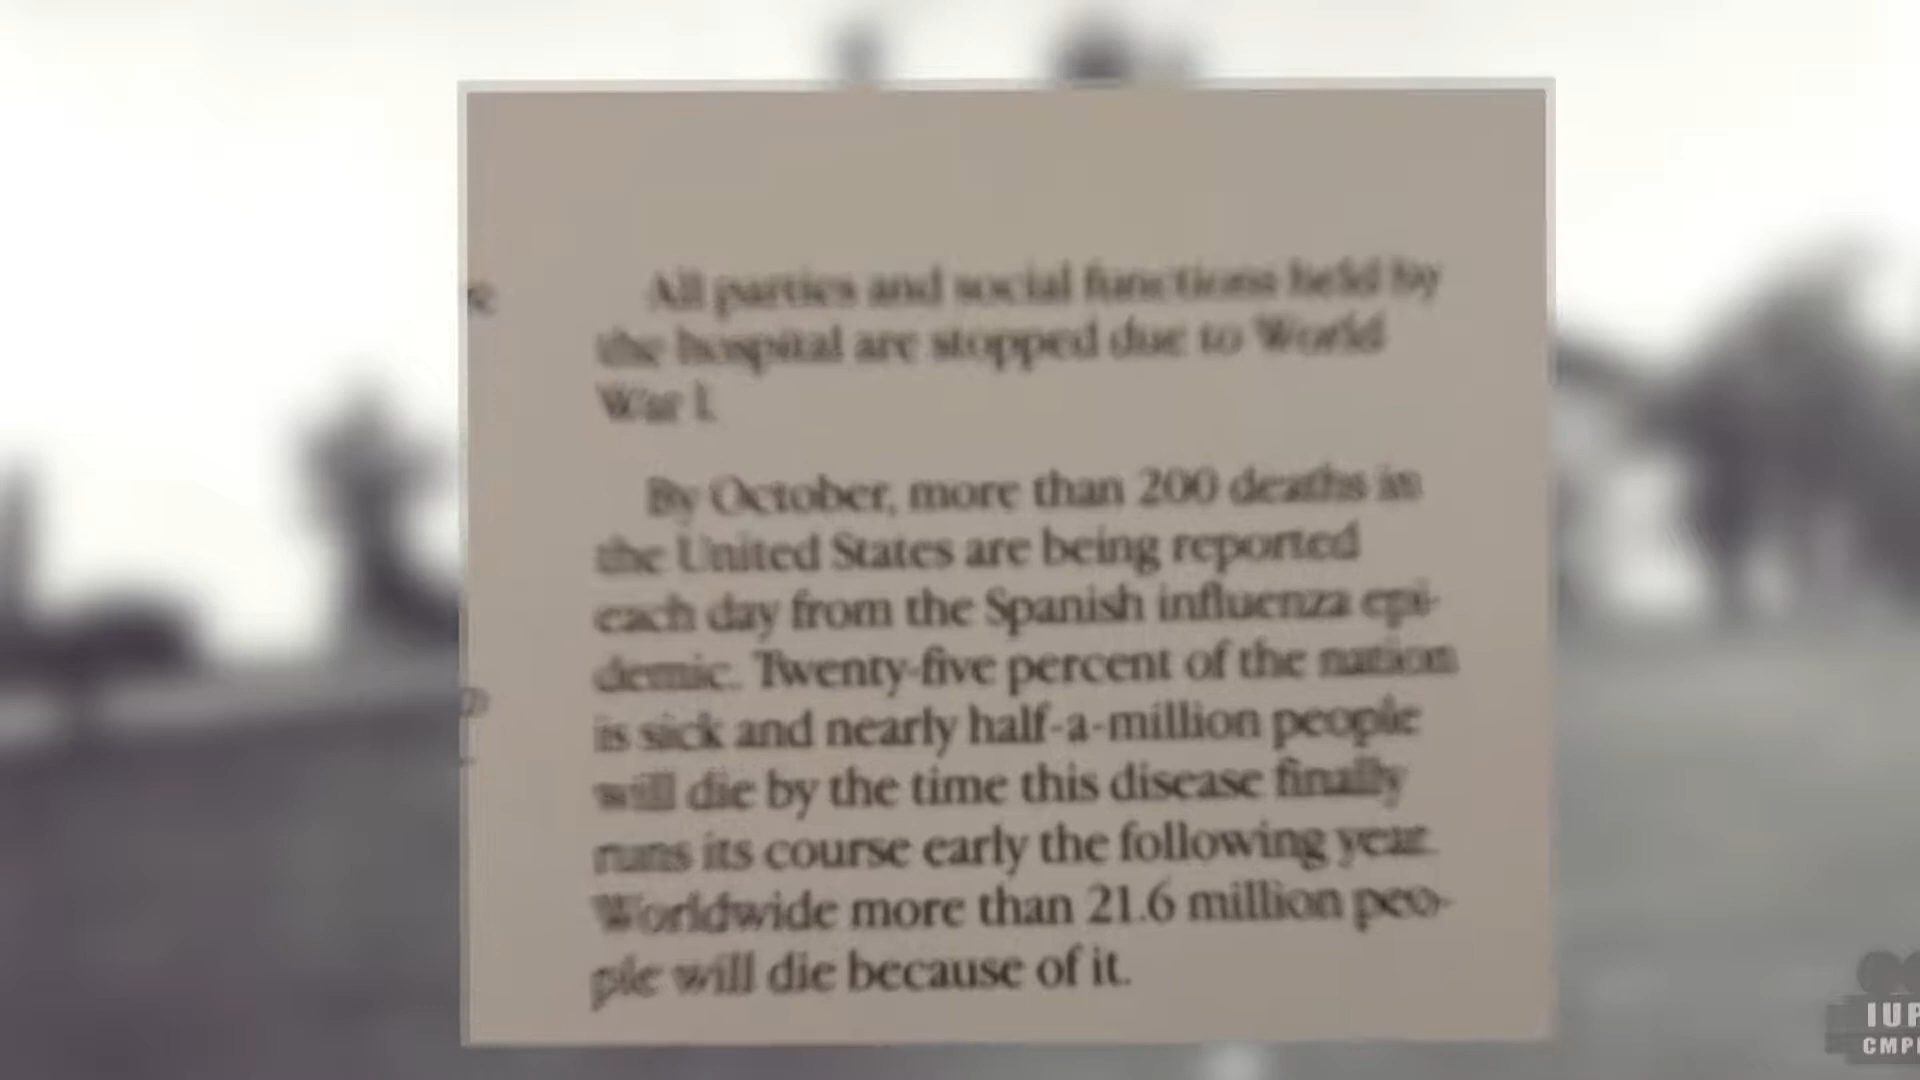 All parties and social functions held by
the hospital are stopped due to World
War I.
By October, more than 200 deaths in
the United States are being reported
each day from the Spanish influenza epi-
demic. Twenty-five percent of the nation
is sick and nearly half-a-million people
will die by the time this disease finally
runs its course early the following year.
Worldwide more than 21.6 million peo-
ple will die because of it.
IUP